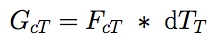 G_{cT} = F_{cT} * dT_T